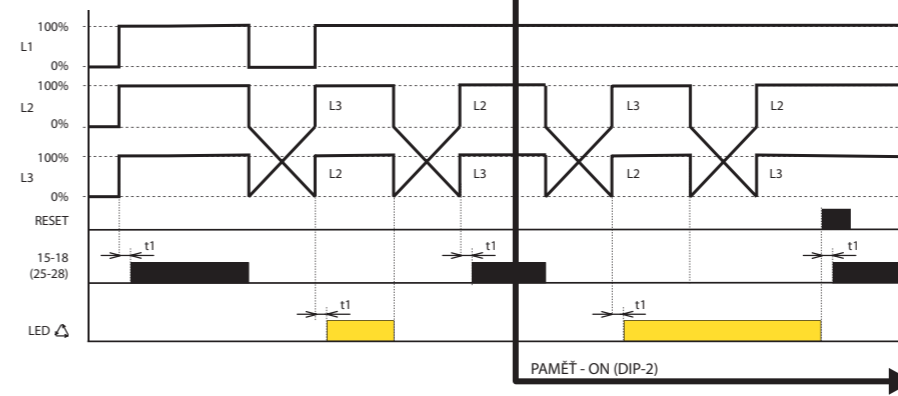 100%
L1
0%
100%
L2
0%
L3
L2
L3
L2
100%
L3
0%
L2
L3
L2
L3
RESET
15-18
(25-28)
t1
t1
t1
LED
t1
t1
PAMĚŤ - ON (DIP-2)